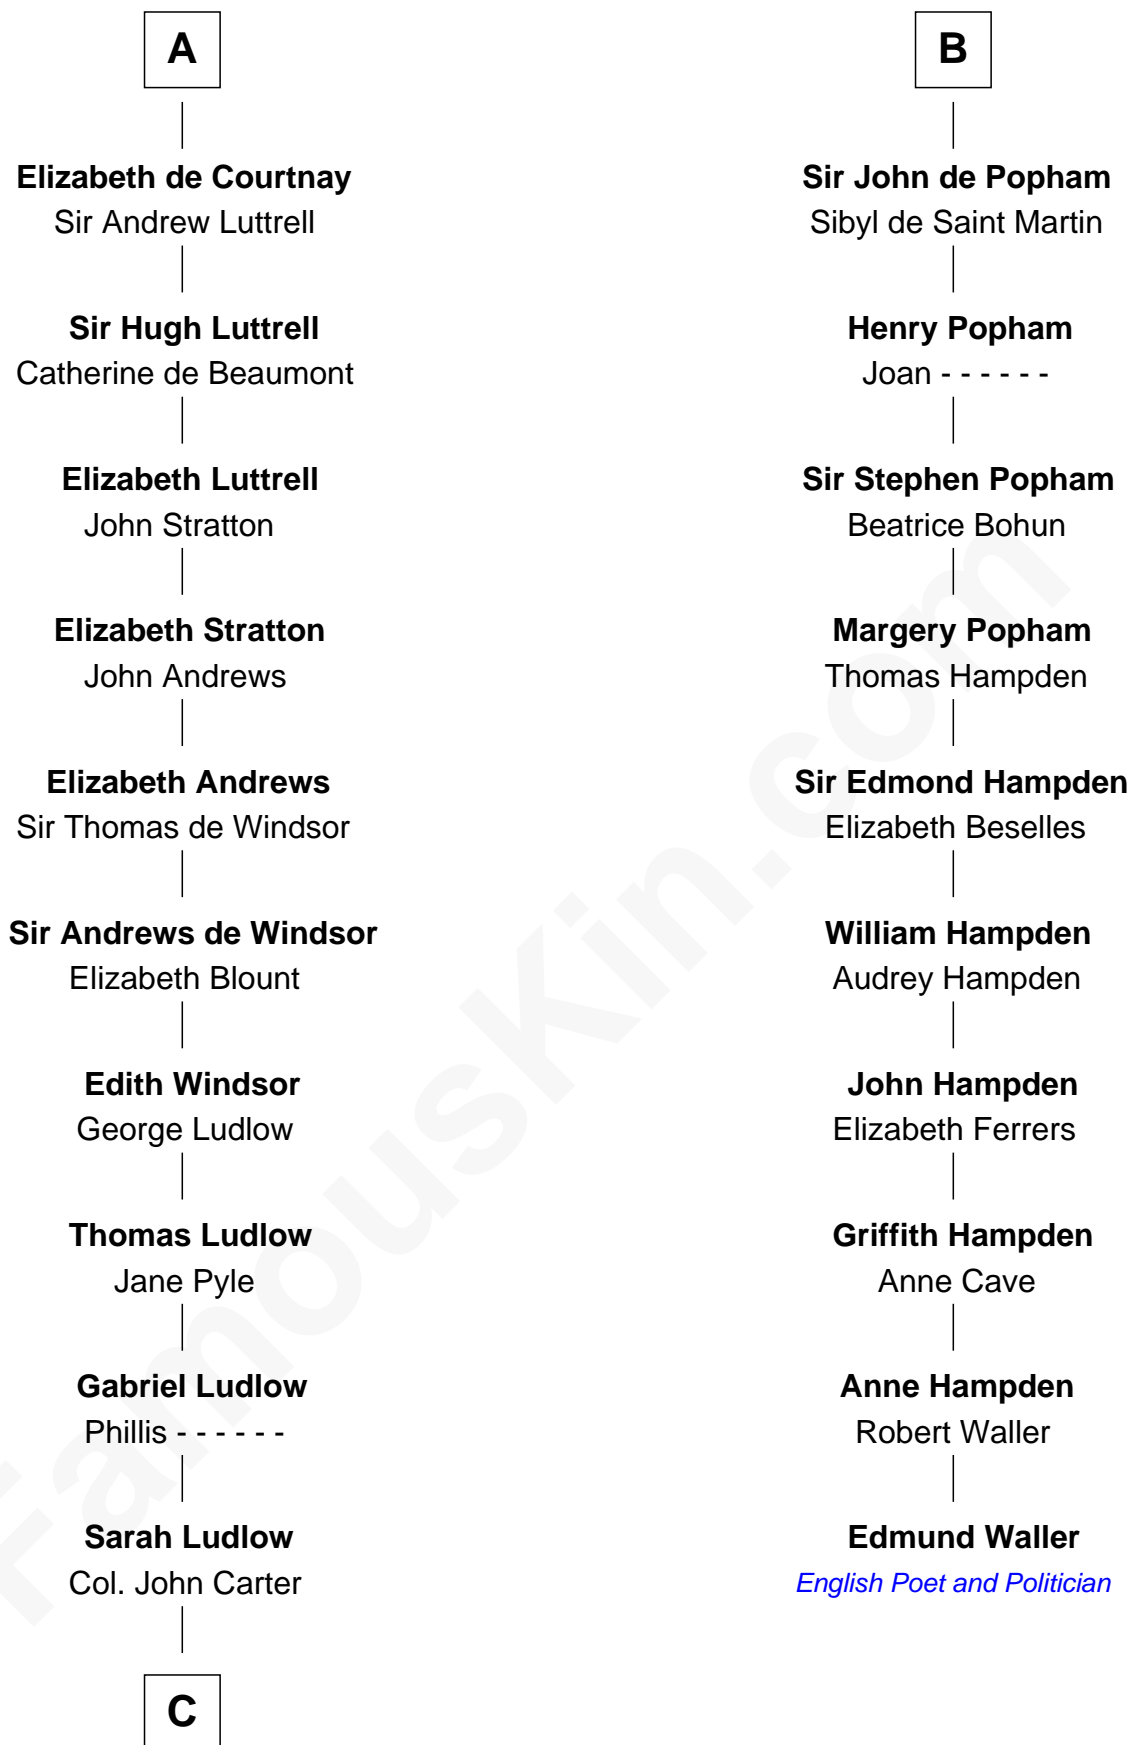 A
Elizabeth de Courtnay
Sir Andrew Luttrell
Sir Hugh Luttrell
Catherine de Beaumont
Elizabeth Luttrell
John Stratton
Elizabeth Stratton
John Andrews
Elizabeth Andrews
Sir Thomas de Windsor
Sir Andrews de Windsor
Elizabeth Blount
Edith Windsor
George Ludlow
Thomas Ludlow
Jane Pyle
Gabriel Ludlow
Phillis - - - - - -
Sarah Ludlow
Col. John Carter
C
B
Sir John de Popham
Sibyl de Saint Martin
Henry Popham
Joan - - - - - -
Sir Stephen Popham
Beatrice Bohun
Margery Popham
Thomas Hampden
Sir Edmond Hampden
Elizabeth Beselles
William Hampden
Audrey Hampden
John Hampden
Elizabeth Ferrers
Griffith Hampden
Anne Cave
Anne Hampden
Robert Waller
Edmund Waller
English Poet and Politician
FamousKin.com